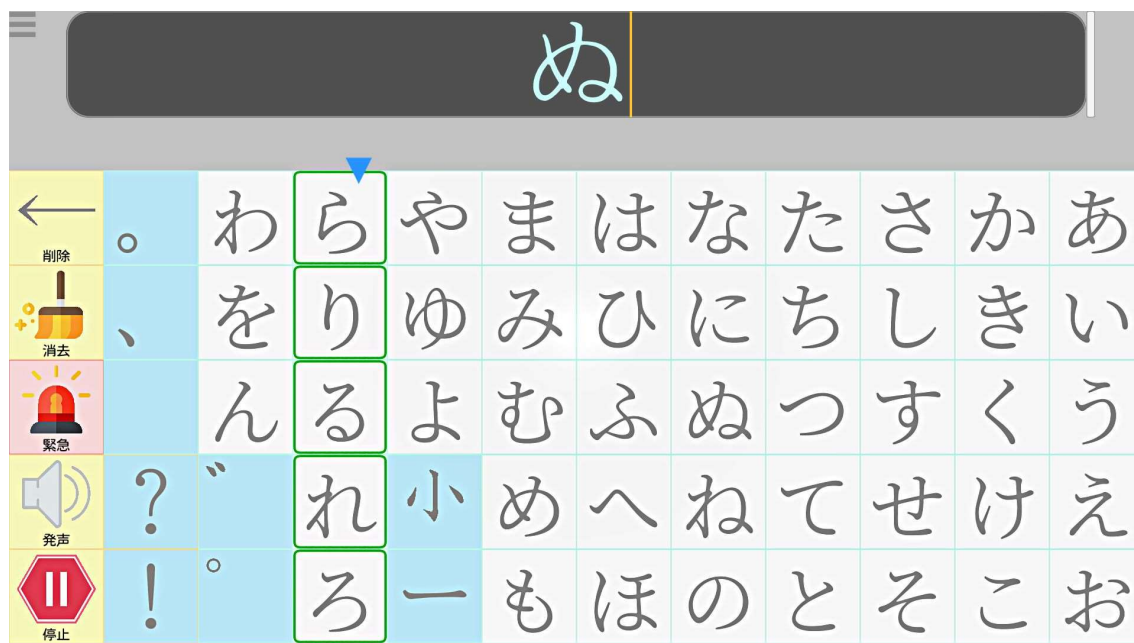 ぬ
。 わ ら や ま は な た さ か あ
削除
、 を り ゆ み ひ に ち し き い
消去
ん る よ む ふ ぬ つ す く う
緊急
? ゛ れ 小 め へ ね て せ け え
発声
! ゜ ろ ー も ほ の と そ こ お
停止